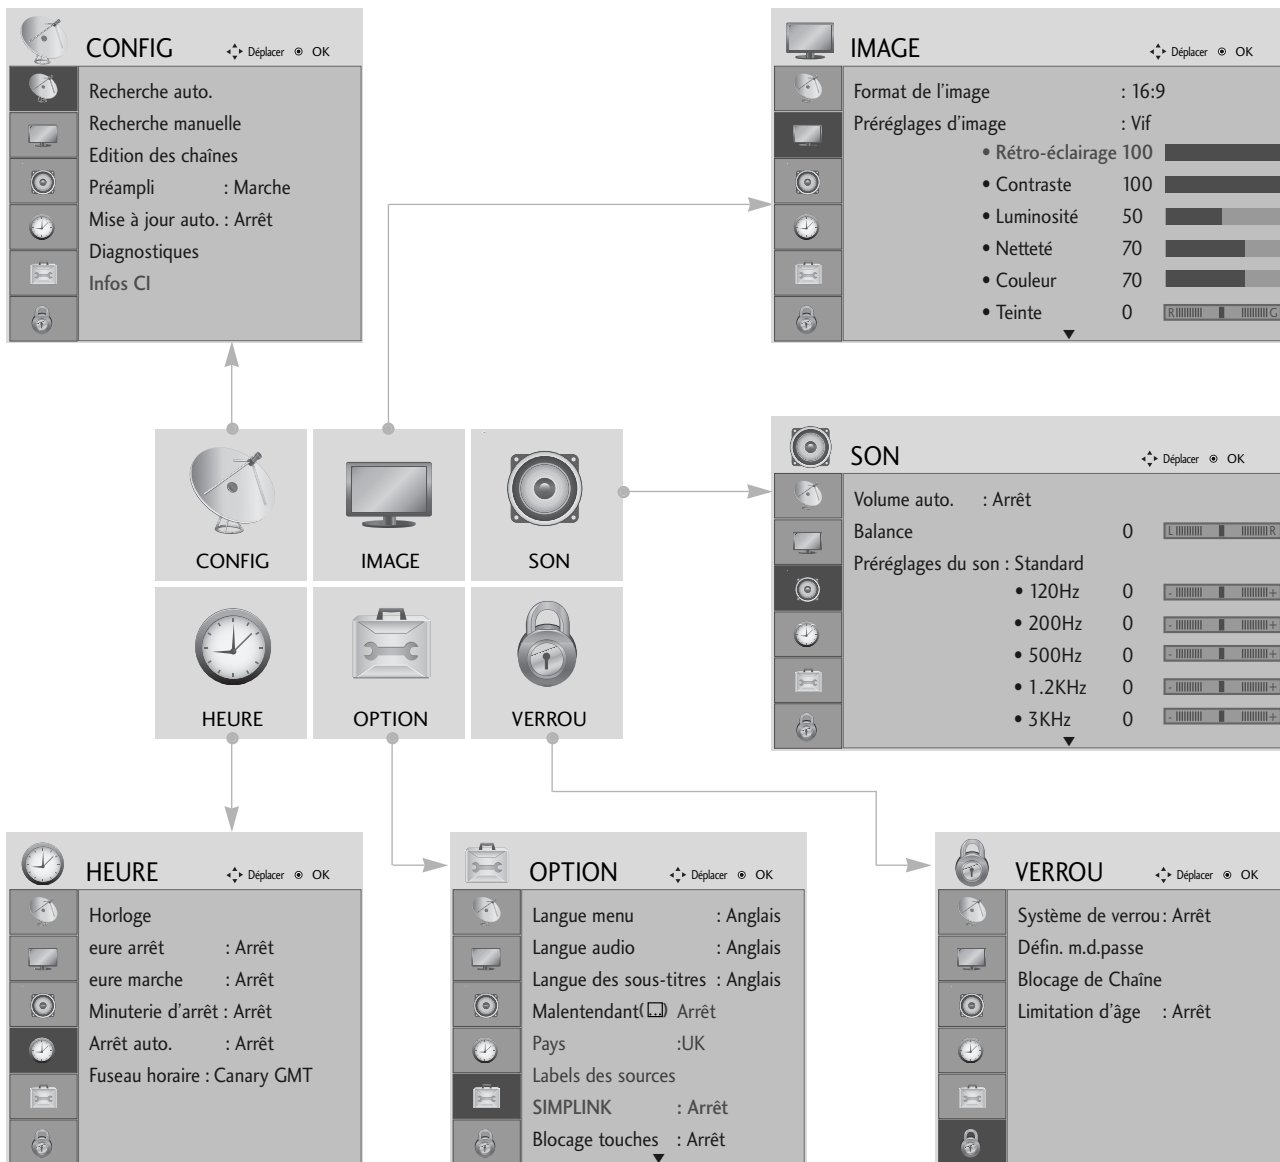 CONFIG Déplacer OK
Recherche auto.
Recherche manuelle
Edition des chaînes
Préampli : Marche
Mise à jour auto. : Arrêt
Diagnostiques
Infos CI
IMAGE Déplacer OK
Format de l'image : 16:9
Préréglages d'image : Vif
• Rétro-éclairage 100
• Contraste 100
• Luminosité 50
• Netteté 70
• Couleur 70
• Teinte 0 R G
CONFIG
IMAGE
SON
HEURE
OPTION
VERROU
SON Déplacer OK
Volume auto. : Arrêt
Balance 0 L R
Préréglages du son : Standard
• 120Hz 0 - +
• 200Hz 0 - +
• 500Hz 0 - +
• 1.2KHz 0 - +
• 3KHz 0 - +
HEURE Déplacer OK
Horloge
eure arrêt : Arrêt
eure marche : Arrêt
Minuterie d'arrêt : Arrêt
Arrêt auto. : Arrêt
Fuseau horaire : Canary GMT
OPTION Déplacer OK
Langue menu : Anglais
Langue audio : Anglais
Langue des sous-titres : Anglais
Malentendant( ) Arrêt
Pays :UK
Labels des sources
SIMPLINK : Arrêt
Blocage touches : Arrêt
VERROU Déplacer OK
Système de verrou : Arrêt
Défin. m.d.passe
Blocage de Chaîne
Limitation d'âge : Arrêt